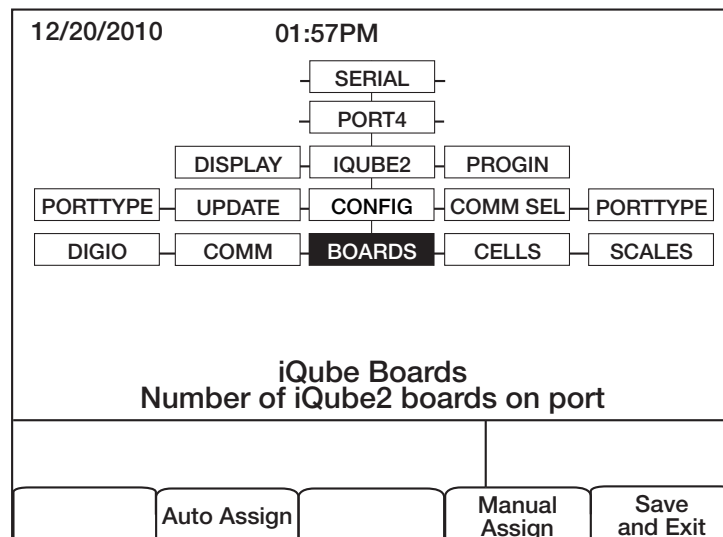 12/20/2010 01:57PM
SERIAL
PORT4
DISPLAY IQUBE2 PROGIN
PORTTYPE UPDATE CONFIG COMM SEL PORTTYPE
DIGIO COMM BOARDS CELLS SCALES
iQube Boards
Number of iQube2 boards on port
Auto Assign Manual Assign Save and Exit